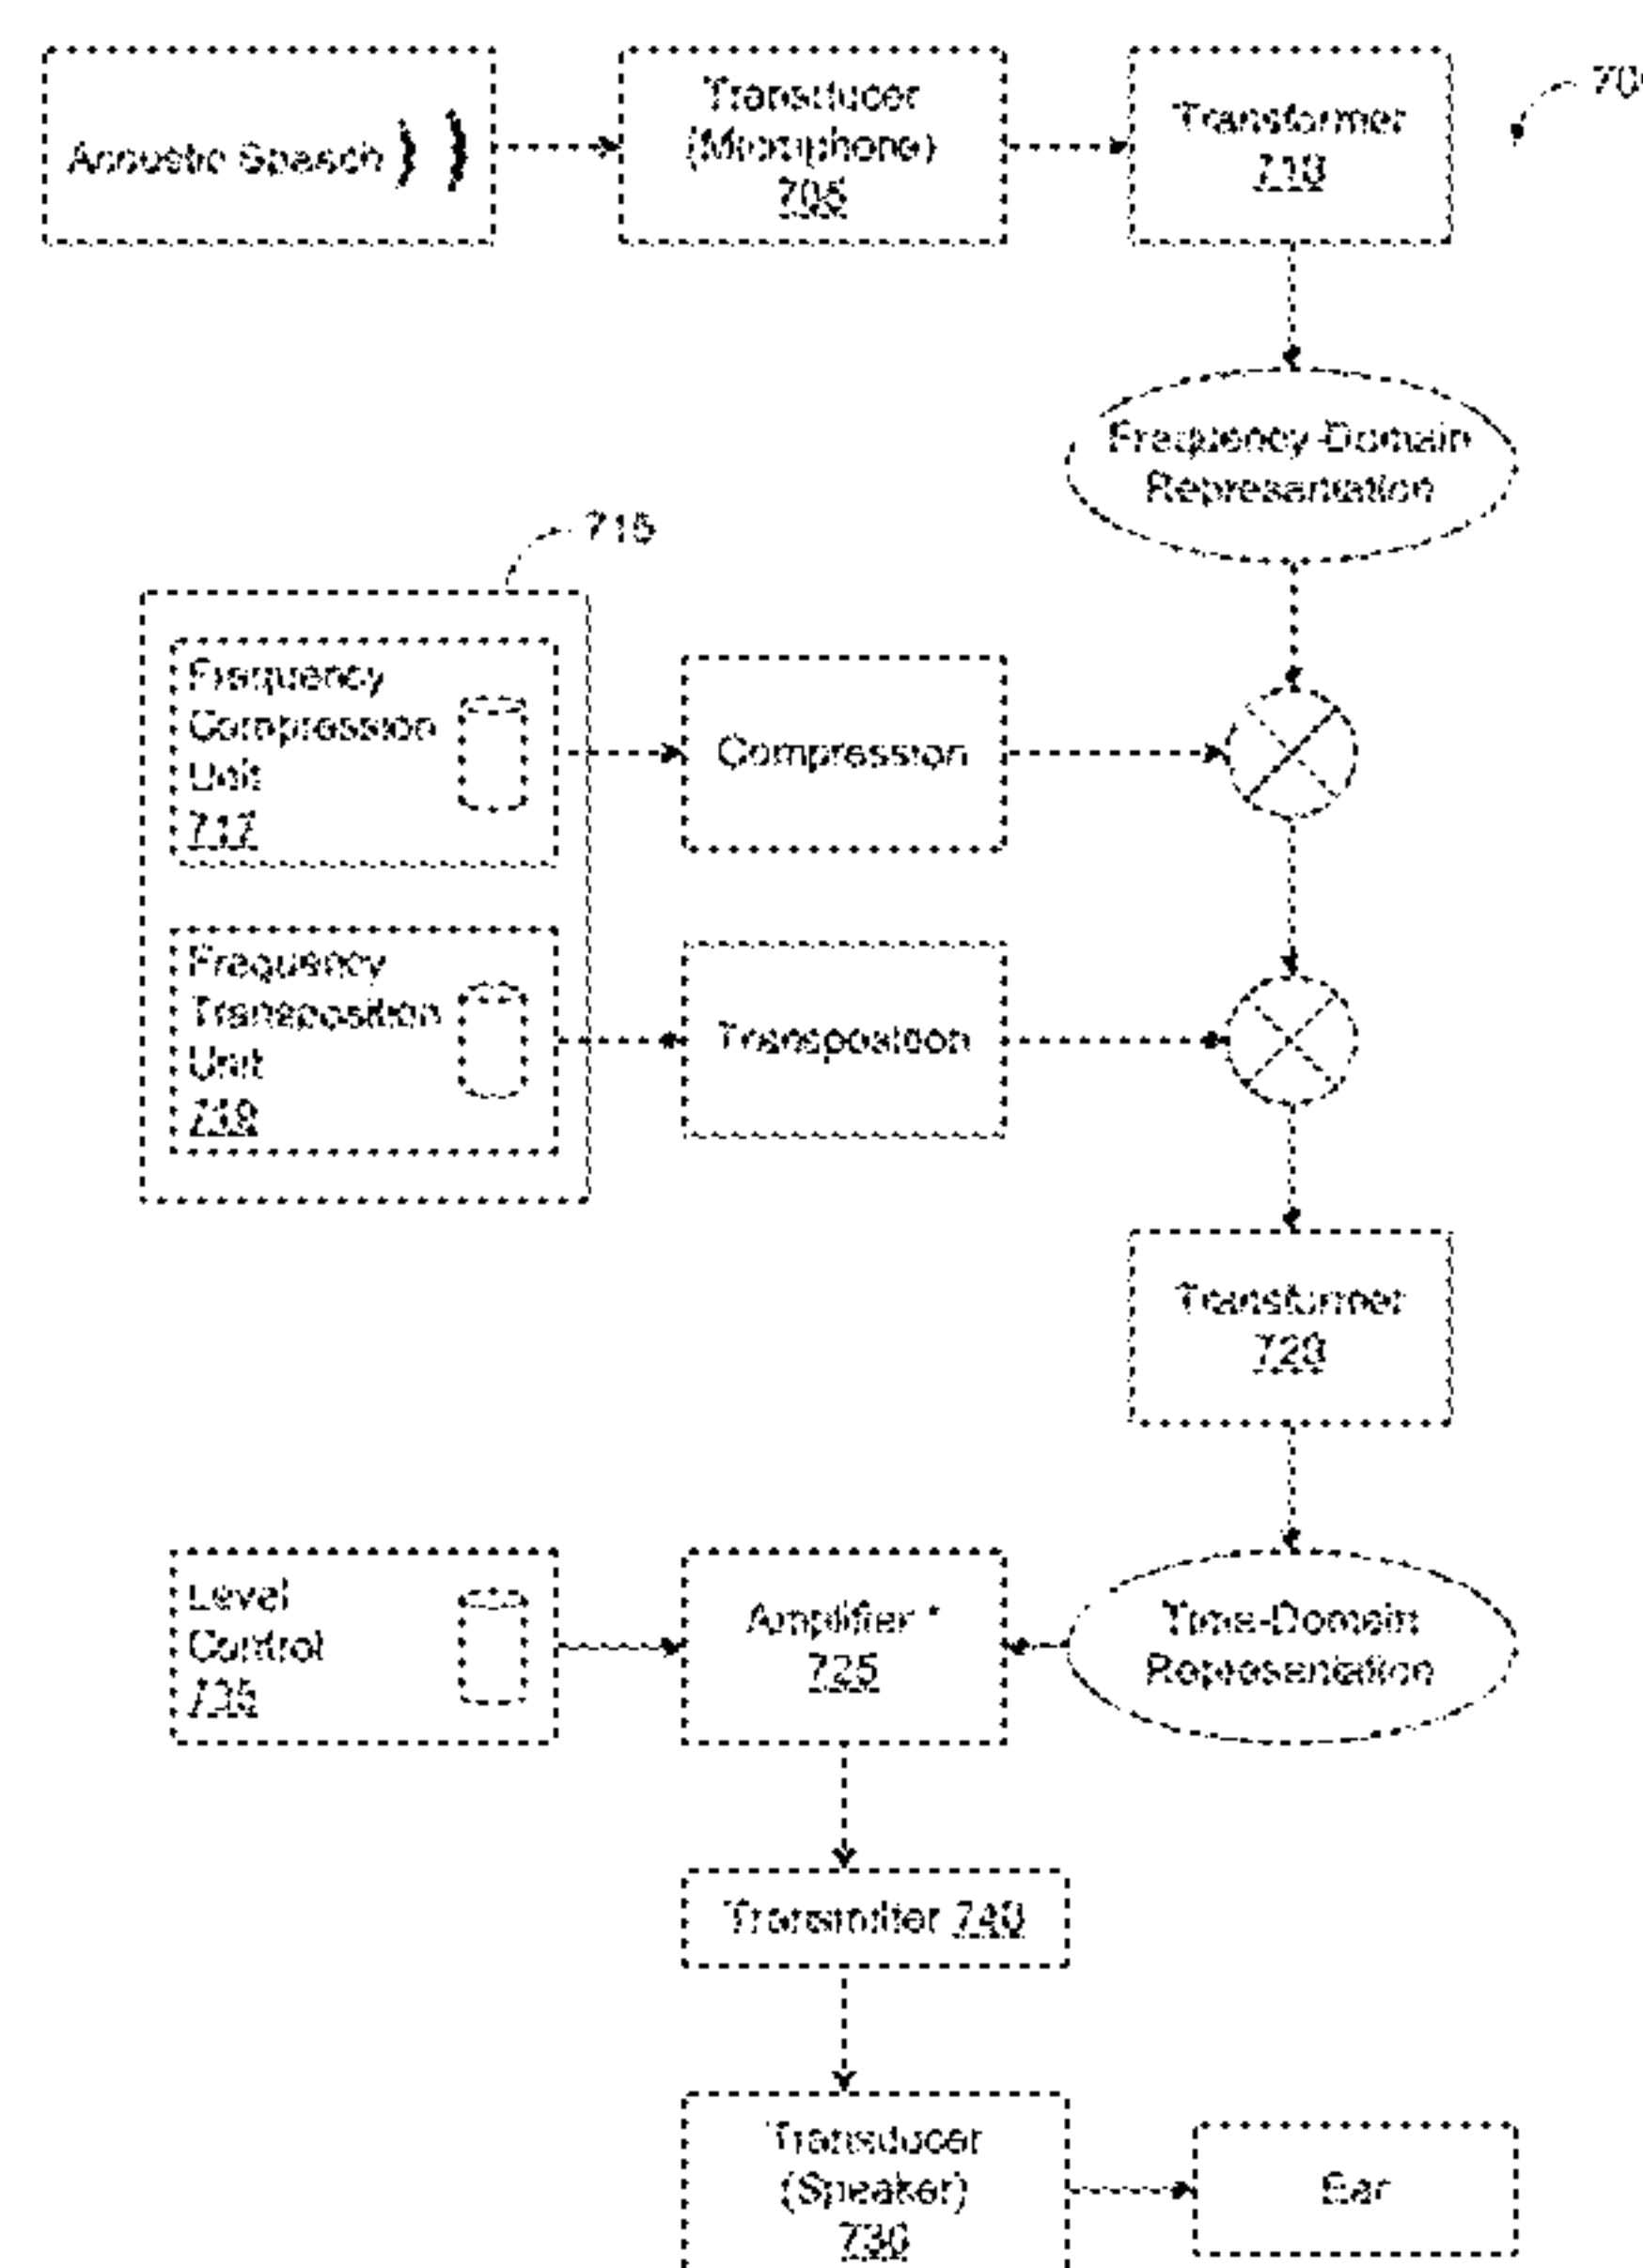 Acoustic Speech
Transducer
(Microphone)
705
Transformer
710
Frequency-Domain
Representation
715
Frequency
Compression
Unit
717
Compression
Frequency
Transposition
Unit
719
Transposition
Transformer
720
Level
Control
735
Amplifier *
725
Time-Domain
Representation
Transmitter 740
Transducer
(Speaker)
730
Ear